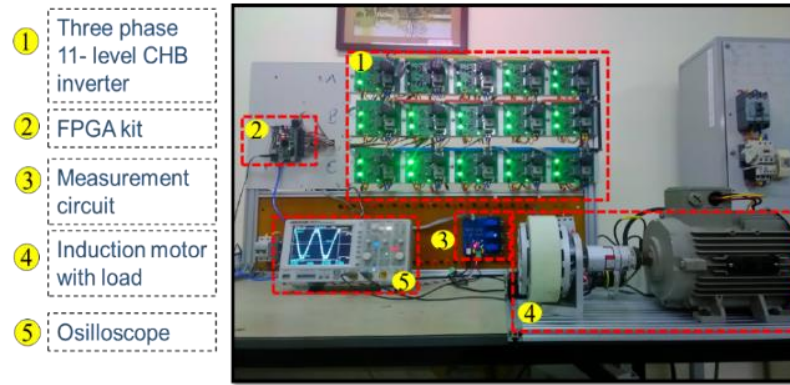 1 Three phase
11- level CHB
inverter
2 FPGA kit
3 Measurement
circuit
4 Induction motor
with load
5 Osilloscope
1
A
2
B
C
3
5
4